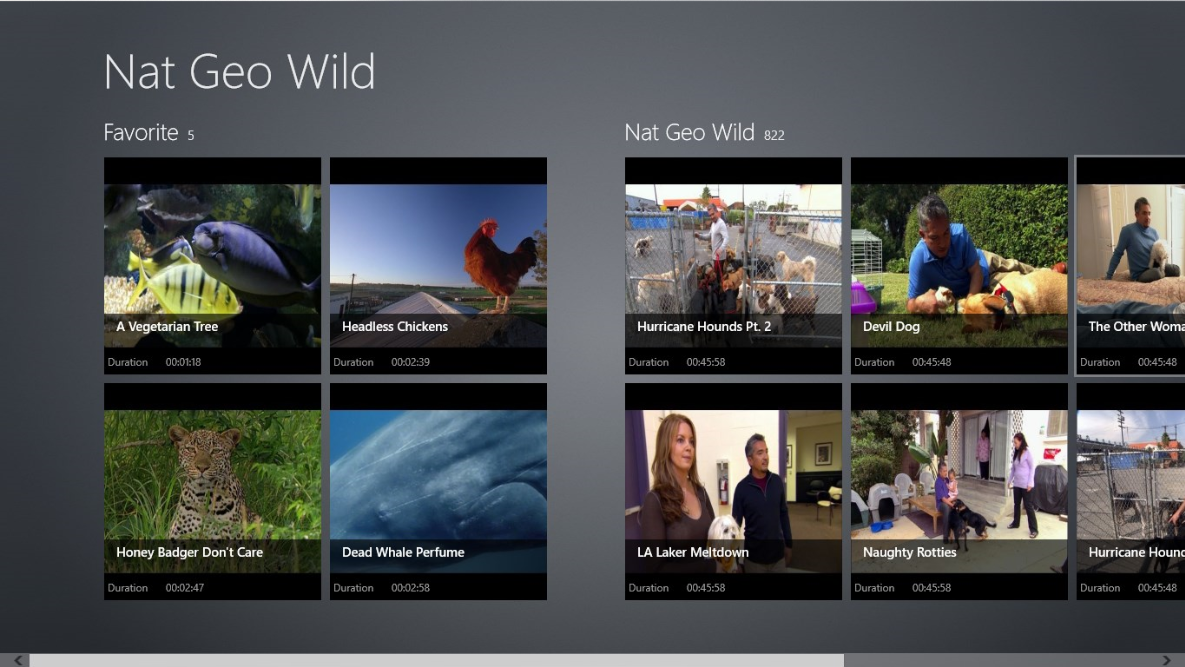 Nat Geo Wild
Favorite 5
A Vegetarian Tree
Duration 00:01:18
Headless Chickens
Duration 00:02:39
Honey Badger Don't Care
Duration 00:02:47
Dead Whale Perfume
Duration 00:02:58
Nat Geo Wild 822
Hurricane Hounds Pt. 2
Duration 00:45:58
Devil Dog
Duration 00:45:48
The Other Woma
Duration 00:45:48
LA Laker Meltdown
Duration 00:45:58
Naughty Rotties
Duration 00:45:58
Hurricane Hound
Duration 00:45:48